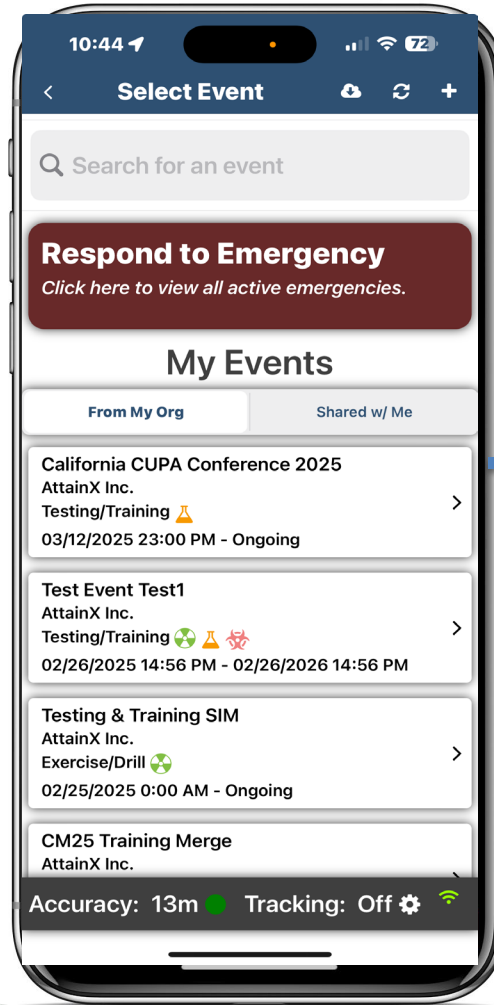 10:44
72
Select Event
Search for an event
Respond to Emergency
Click here to view all active emergencies.
My Events
From My Org
Shared w/ Me
California CUPA Conference 2025
AttainX Inc.
Testing/Training
03/12/2025 23:00 PM - Ongoing
Test Event Test1
AttainX Inc.
Testing/Training
02/26/2025 14:56 PM - 02/26/2026 14:56 PM
Testing & Training SIM
AttainX Inc.
Exercise/Drill
02/25/2025 0:00 AM - Ongoing
CM25 Training Merge
AttainX Inc.
Accuracy: 13m Tracking: Off